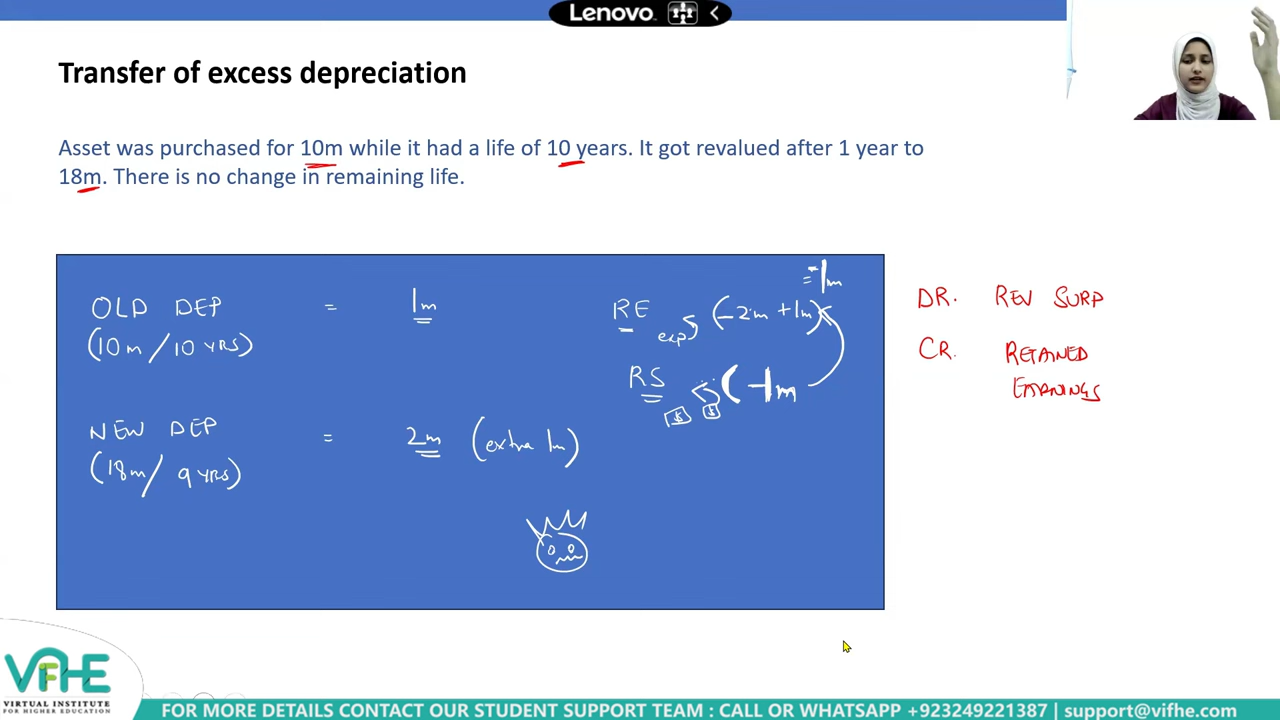 Lenovo
Transfer of excess depreciation
Asset was purchased for 10m while it had a life of 10 years. It got revalued after 1 year to
18m. There is no change in remaining life.
= -1m
OLD DEP = 1m
(10m / 10 YRS)
RE exp (-2m + 1m)
RS (-1m
$ $
NEW DEP = 2m (extra 1m)
(18m / 9 YRS)
DR. REV SURP
CR. RETAINED
EARNINGS
VFHE
VIRTUAL INSTITUTE
FOR HIGHER EDUCATION
FOR MORE DETAILS CONTACT OUR STUDENT SUPPORT TEAM : CALL OR WHATSAPP +923249221387 | support@vifhe.com